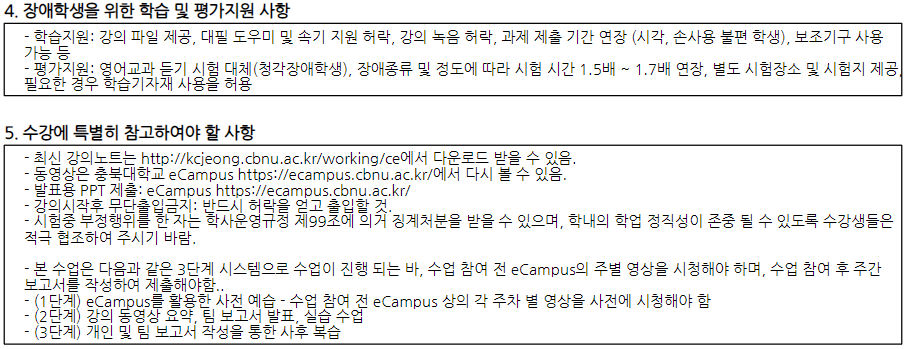 4. 장애학생을 위한 학습 및 평가지원 사항
- 학습지원: 강의 파일 제공, 대필 도우미 및 속기 지원 허락, 강의 녹음 허락, 과제 제출 기간 연장 (시각, 손사용 불편 학생), 보조기구 사용
가능 등
- 평가지원: 영어교과 듣기 시험 대체(청각장애학생), 장애종류 및 정도에 따라 시험 시간 1.5배 ~ 1.7배 연장, 별도 시험장소 및 시험지 제공,
필요한 경우 학습기자재 사용을 허용
5. 수강에 특별히 참고하여야 할 사항
- 최신 강의노트는 http://kcjeong.cbnu.ac.kr/working/ce에서 다운로드 받을 수 있음.
- 동영상은 충북대학교 eCampus https://ecampus.cbnu.ac.kr/에서 다시 볼 수 있음.
- 발표용 PPT 제출: eCampus https://ecampus.cbnu.ac.kr/
- 강의시작후 무단출입금지: 반드시 허락을 얻고 출입할 것.
- 시험중 부정행위를 한 자는 학사운영규정 제99조에 의거 징계처분을 받을 수 있으며, 학내의 학업 정직성이 존중 될 수 있도록 수강생들은
적극 협조하여 주시기 바람.
- 본 수업은 다음과 같은 3단계 시스템으로 수업이 진행 되는 바, 수업 참여 전 eCampus의 주별 영상을 시청해야 하며, 수업 참여 후 주간
보고서를 작성하여 제출해야함..
- (1단계) eCampus를 활용한 사전 예습 - 수업 참여 전 eCampus 상의 각 주차 별 영상을 사전에 시청해야 함
- (2단계) 강의 동영상 요약, 팀 보고서 발표, 실습 수업
- (3단계) 개인 및 팀 보고서 작성을 통한 사후 복습